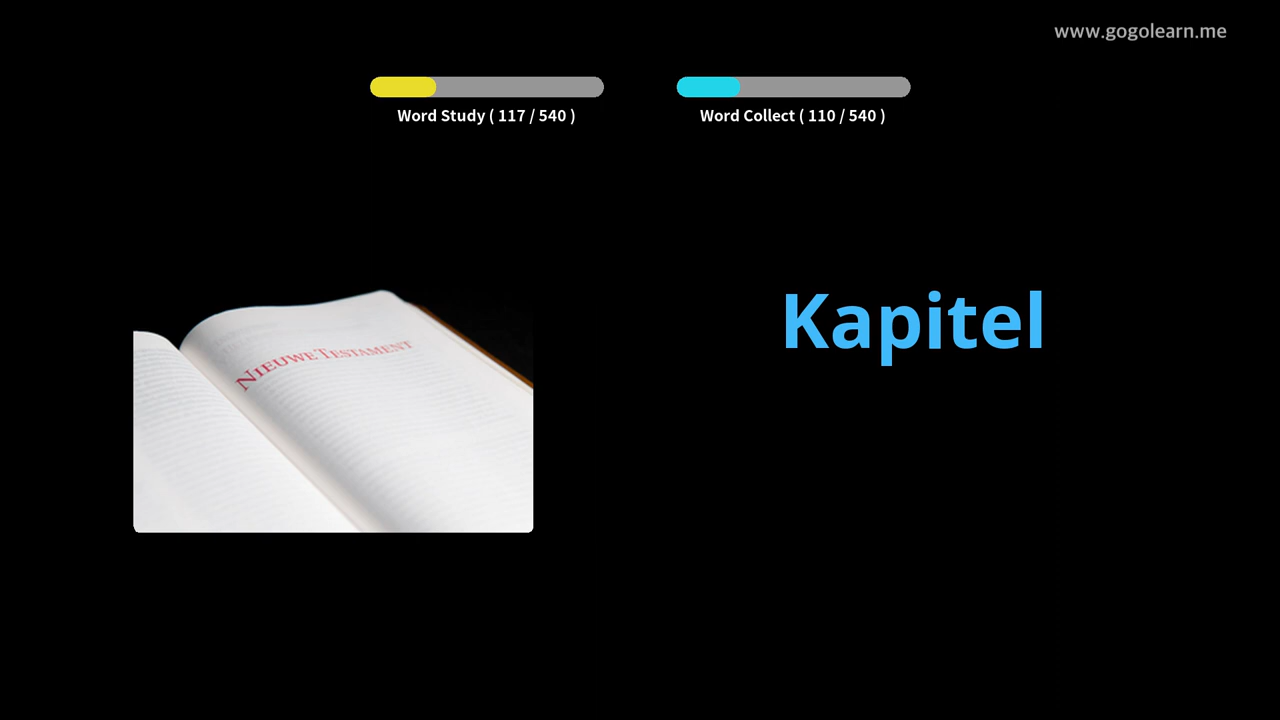 www.gogolearn.me
Word Study ( 117 / 540 )
Word Collect ( 110 / 540 )
Kapitel
NIEUWE TESTAMENT